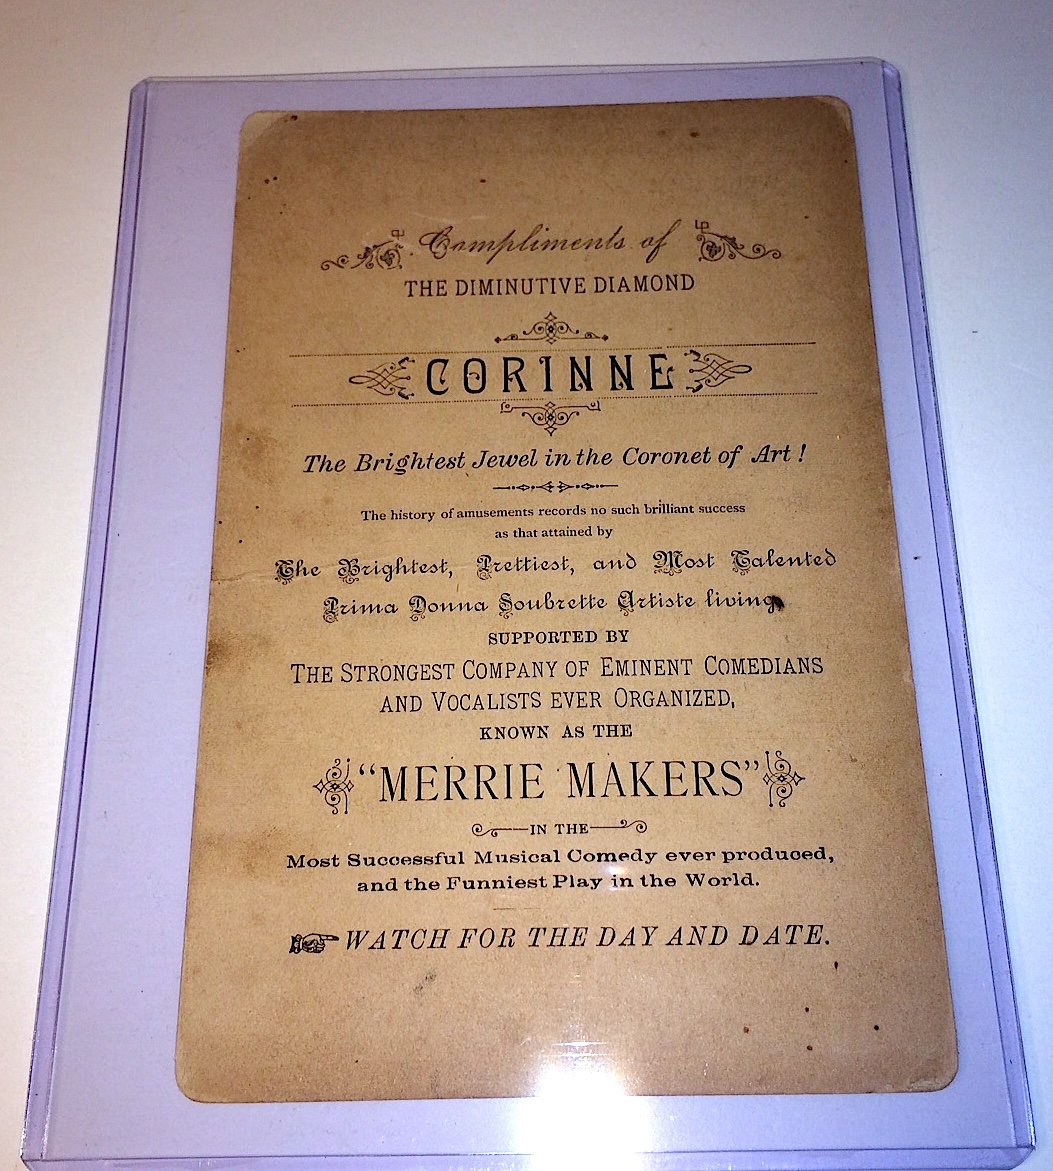 Compliments of
THE DIMINUTIVE DIAMOND
CORINNE
The Brightest Jewel in the Coronet of Art!
The history of amusements records no such brilliant success
as that attained by
The Brightest, Prettiest, and Most Talented
Prima Donna Soubrette Artiste living,
SUPPORTED BY
THE STRONGEST COMPANY OF EMINENT COMEDIANS
AND VOCALISTS EVER ORGANIZED,
KNOWN AS THE
"MERRIE MAKERS"
IN THE
Most Successful Musical Comedy ever produced,
and the Funniest Play in the World.
☞ WATCH FOR THE DAY AND DATE.